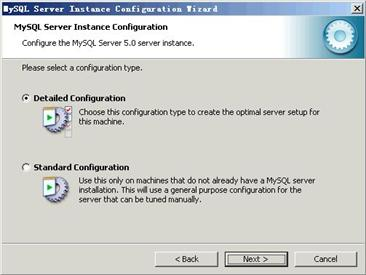 MySQL Server Instance Configuration Wizard
MySQL Server Instance Configuration
Configure the MySQL Server 5.0 server instance.
Please select a configuration type.
Detailed Configuration
Choose this configuration type to create the optimal server setup for
this machine.
Standard Configuration
Use this only on machines that do not already have a MySQL server
installation. This will use a general purpose configuration for the
server that can be tuned manually.
< Back
Next >
Cancel